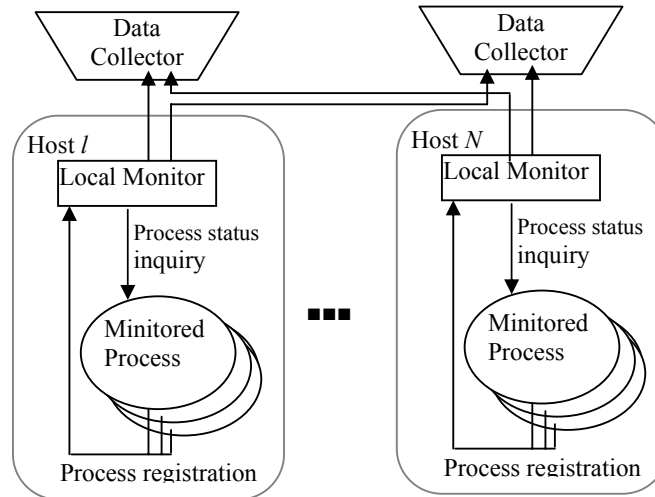 Data
Collector
Data
Collector
Host l
Local Monitor
Process status
inquiry
Minitored
Process
Process registration
Host N
Local Monitor
Process status
inquiry
Minitored
Process
Process registration